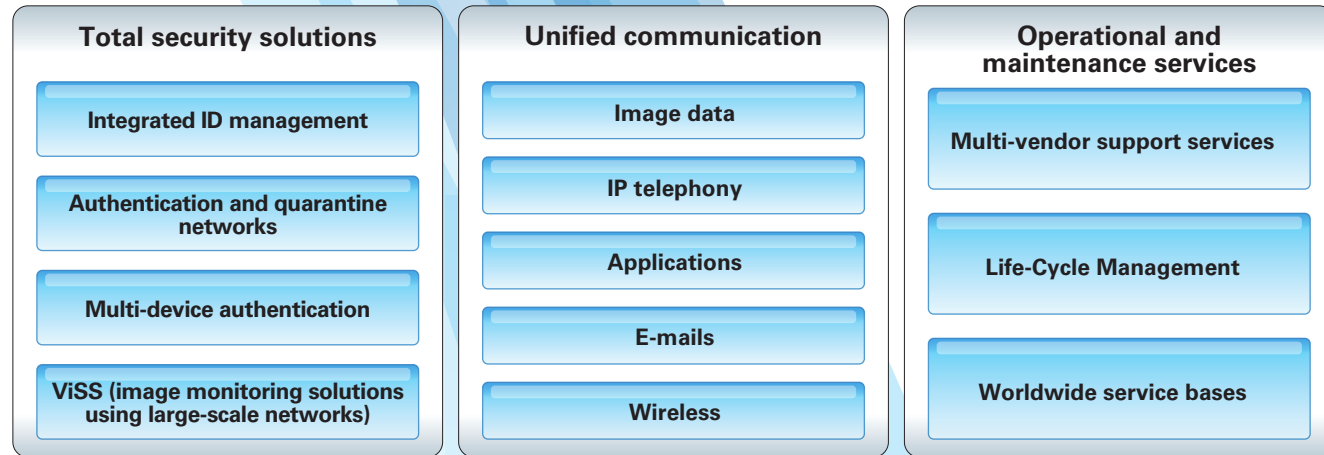 Total security solutions
Integrated ID management
Authentication and quarantine
networks
Multi-device authentication
ViSS (image monitoring solutions
using large-scale networks)
Unified communication
Image data
IP telephony
Applications
E-mails
Wireless
Operational and
maintenance services
Multi-vendor support services
Life-Cycle Management
Worldwide service bases